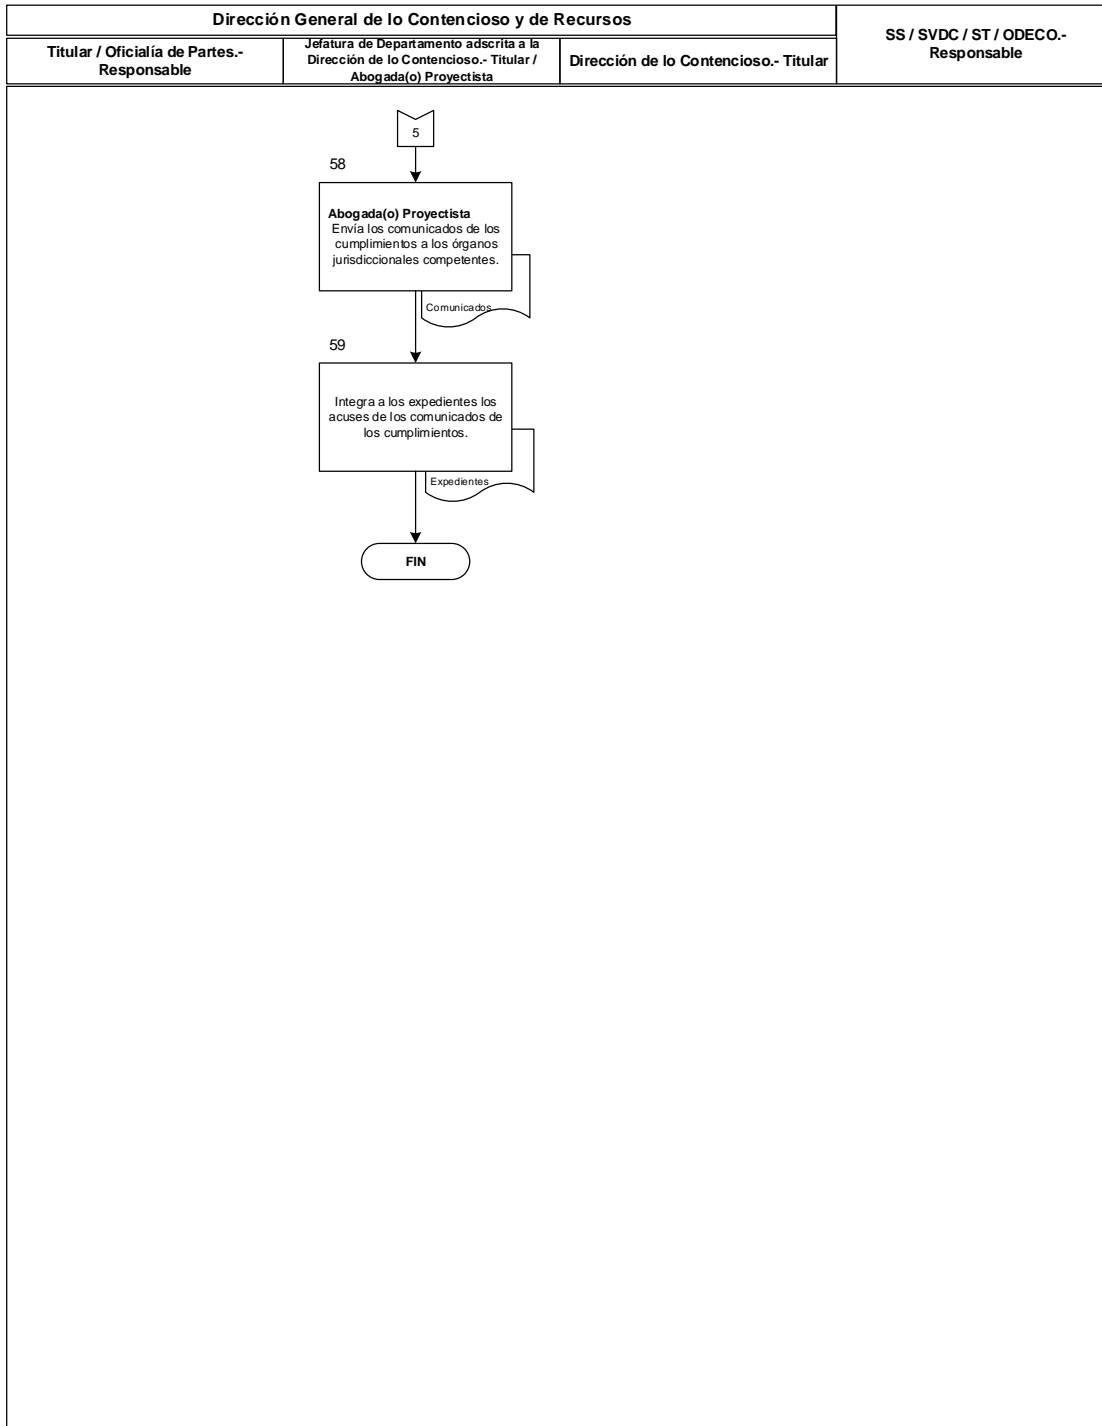 Dirección General de lo Contencioso y de Recursos
SS / SVDC / ST / ODECO.-
Responsable
Titular / Oficialía de Partes.-
Responsable
Jefatura de Departamento adscrita a la
Dirección de lo Contencioso.- Titular /
Abogada(o) Proyectista
Dirección de lo Contencioso.- Titular
5
58
Abogada(o) Proyectista
Envía los comunicados de los
cumplimientos a los órganos
jurisdiccionales competentes.
Comunicados
59
Integra a los expedientes los
acuses de los comunicados de
los cumplimientos.
Expedientes
FIN